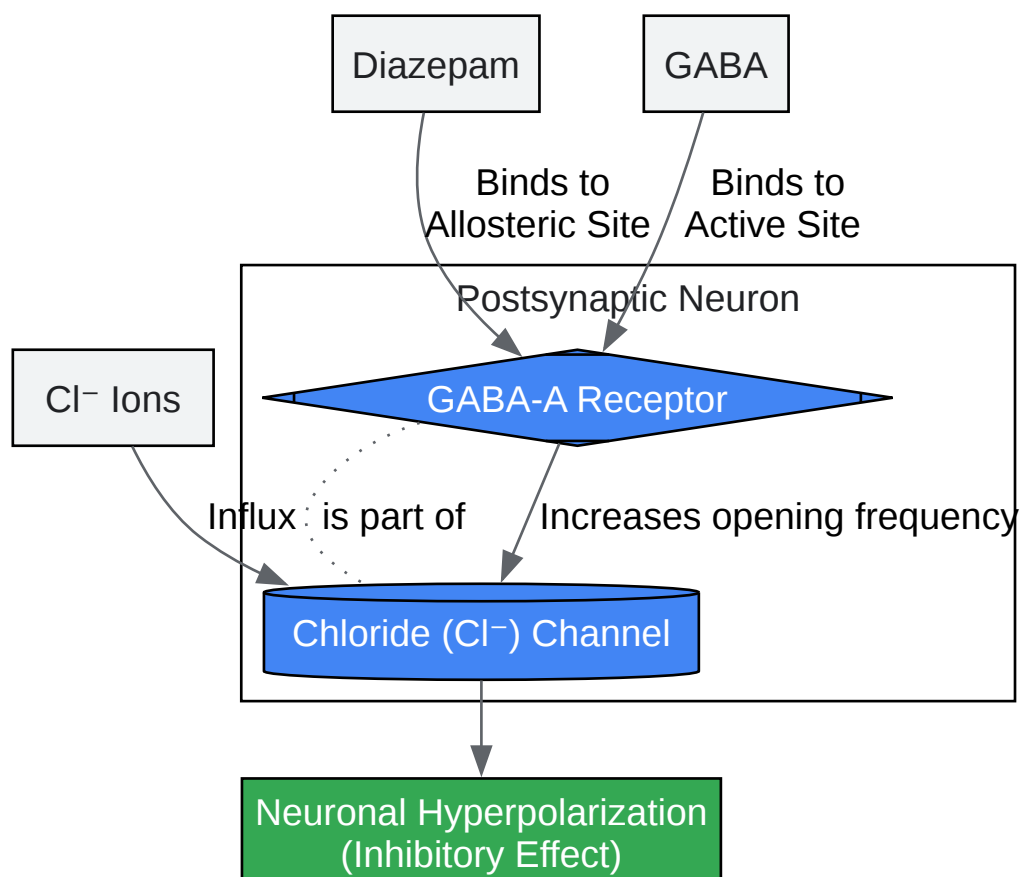 Diazepam
GABA
Binds to
Allosteric Site
Binds to
Active Site
Postsynaptic Neuron
Cl⁻ Ions
GABA-A Receptor
Influx
is part of
Increases opening frequency
Chloride (Cl⁻) Channel
Neuronal Hyperpolarization
(Inhibitory Effect)